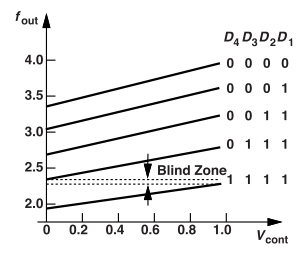 fout
D4 D3 D2 D1
4.0
0 0 0 0
3.5
0 0 0 1
3.0
0 0 1 1
0 1 1 1
2.5
Blind Zone
1 1 1 1
2.0
0 0.2 0.4 0.6 0.8 1.0
Vcont